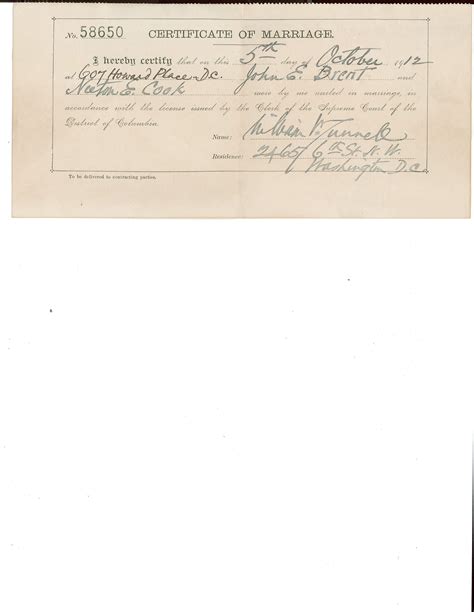 No. 58650 CERTIFICATE OF MARRIAGE.
I hereby certify that on this 5th day of October 1912
at 607 Howard Place - D.C. John E. Brent and
E. Cook were by me united in marriage, in
accordance with the license issued by the Clerk of the Supreme Court of the
District of Columbia.
Name: William V. Tunnell
Residence: 2465 6th St. N.W.
Washington D.C.
To be delivered to contracting parties.